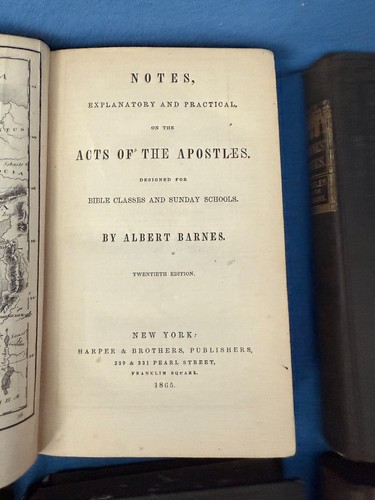 NOTES,
EXPLANATORY AND PRACTICAL,
ON THE
ACTS OF THE APOSTLES.
DESIGNED FOR
BIBLE CLASSES AND SUNDAY SCHOOLS.
BY ALBERT BARNES.
TWENTIETH EDITION.
NEW YORK:
HARPER & BROTHERS, PUBLISHERS,
329 & 331 PEARL STREET,
FRANKLIN SQUARE.
1865.